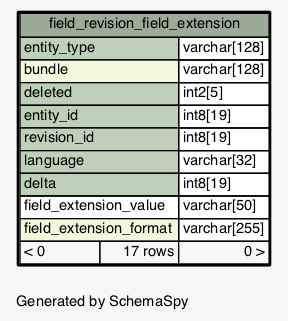 field_revision_field_extension
entity_type varchar[128]
bundle varchar[128]
deleted int2[5]
entity_id int8[19]
revision_id int8[19]
language varchar[32]
delta int8[19]
field_extension_value varchar[50]
field_extension_format varchar[255]
< 0 17 rows 0 >
Generated by SchemaSpy